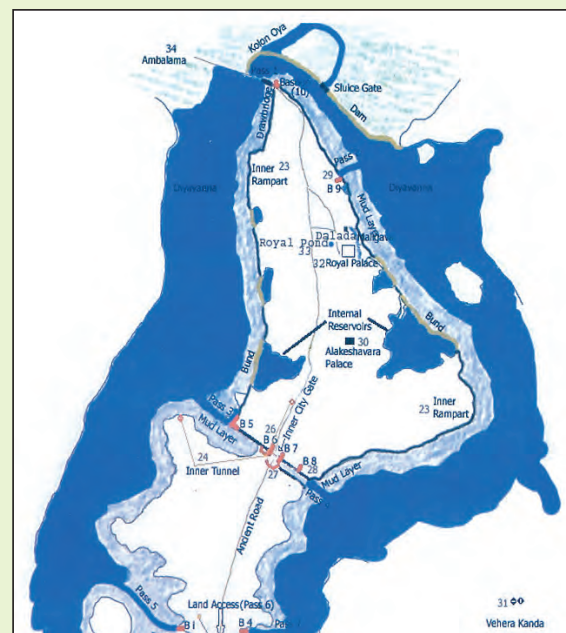 34
Ambalama
Kolon Oya
Pass 1
Bastion
(10)
Sluice Gate
Dam
Drawbridge
Inner 23
Rampart
Pass
29
B 9
Diyavanna
Diyavanna
Mud Layer
Dalada
Maligawa
Royal Pond
33
32
Royal Palace
Internal
Reservoirs
Bund
30
Alakeshavara
Palace
Bund
Inner
23 Rampart
Pass 3
B 5
Mud Layer
26
B 6
Inner City Gate
B 7
B 8
27
28
Mud Layer
24
Inner Tunnel
Ancient Road
Pass 5
Land Access(Pass 6)
B 4
31
Vehera Kanda